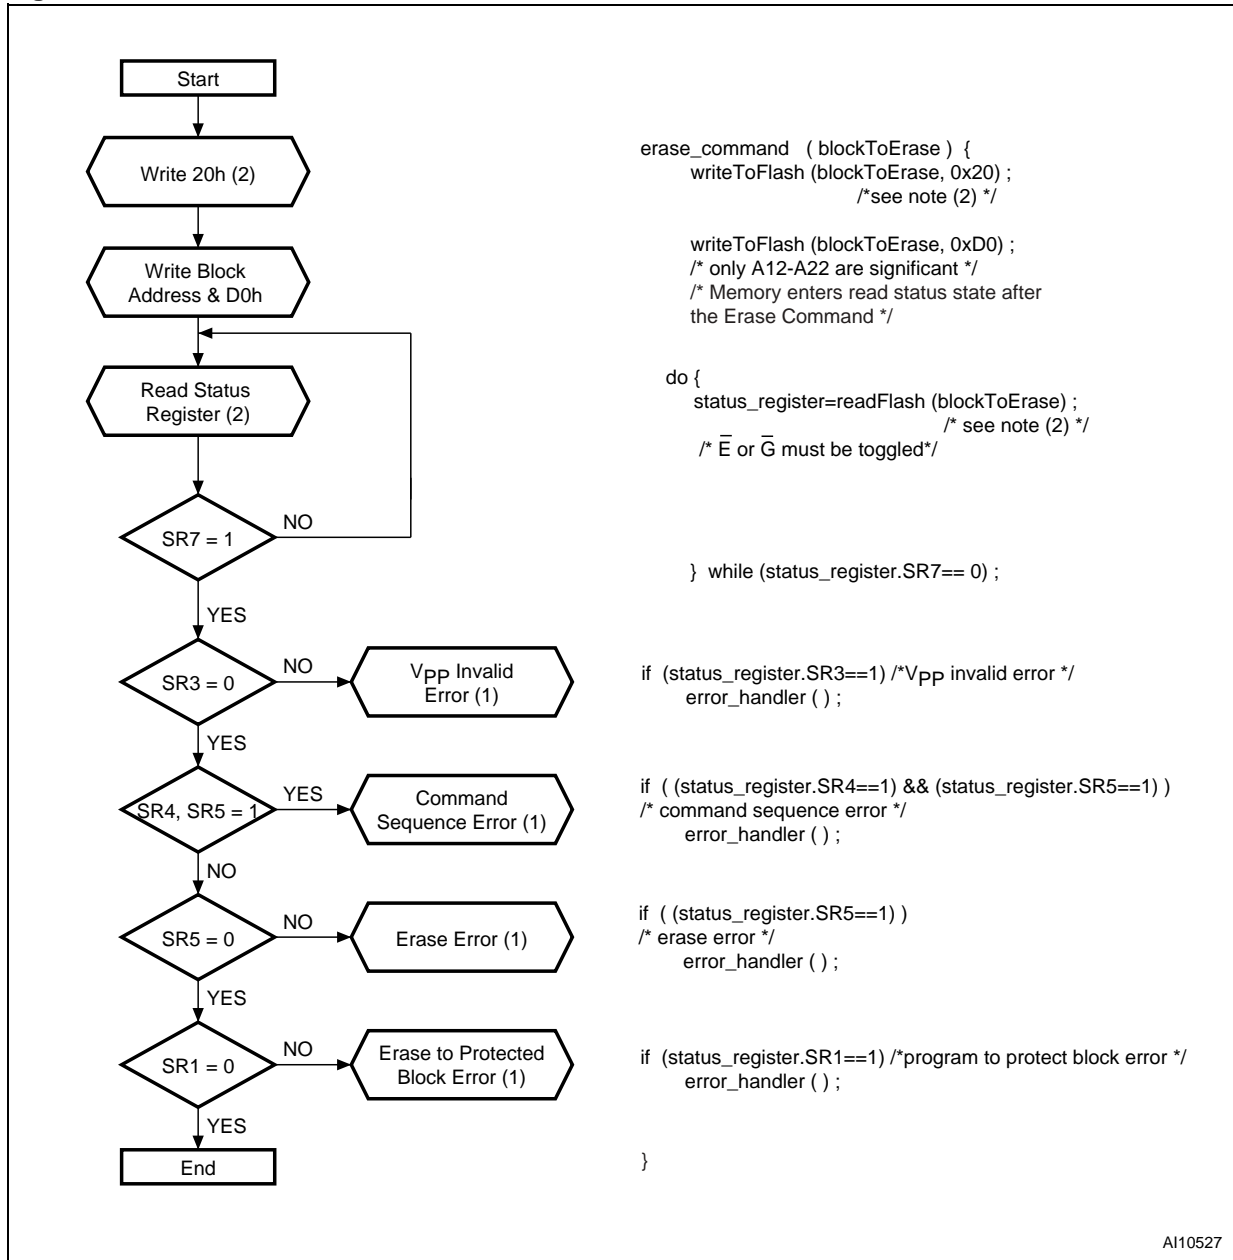 Start
Write 20h (2)
Write Block
Address & D0h
Read Status
Register (2)
SR7 = 1
NO
YES
SR3 = 0
NO
VPP Invalid
Error (1)
YES
SR4, SR5 = 1
YES
Command
Sequence Error (1)
NO
SR5 = 0
NO
Erase Error (1)
YES
SR1 = 0
NO
Erase to Protected
Block Error (1)
YES
End
erase_command ( blockToErase ) {
writeToFlash (blockToErase, 0x20) ;
/*see note (2) */
writeToFlash (blockToErase, 0xD0) ;
/* only A12-A22 are significant */
/* Memory enters read status state after
the Erase Command */
do {
status_register=readFlash (blockToErase) ;
/* see note (2) */
/* E̅ or G̅ must be toggled*/
} while (status_register.SR7== 0) ;
if (status_register.SR3==1) /*VPP invalid error */
error_handler ( ) ;
if ( (status_register.SR4==1) && (status_register.SR5==1) )
/* command sequence error */
error_handler ( ) ;
if ( (status_register.SR5==1) )
/* erase error */
error_handler ( ) ;
if (status_register.SR1==1) /*program to protect block error */
error_handler ( ) ;
}
AI10527